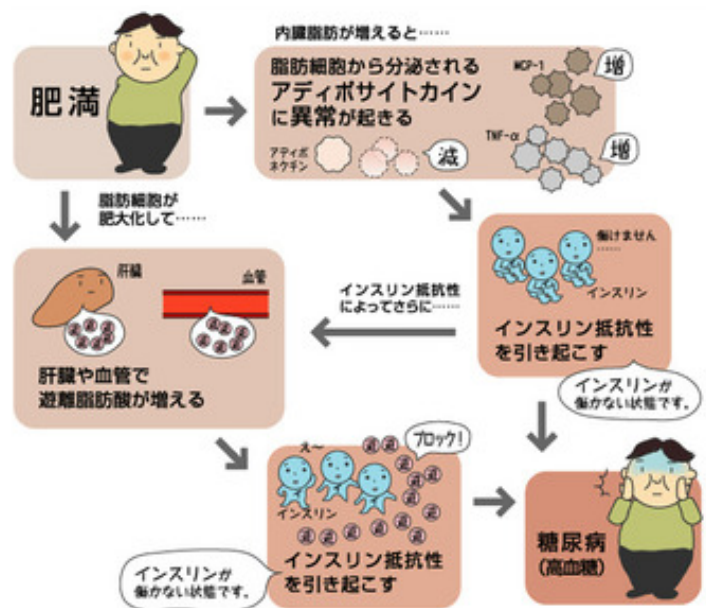 肥満
内臓脂肪が増えると……
脂肪細胞から分泌される
アディポサイトカイン
に異常が起きる
MCP-1
増
アディポ
ネクチン
減
TNF-α
増
脂肪細胞が
肥大化して……
肝臓
血管
肝臓や血管で
遊離脂肪酸が増える
インスリン抵抗性
によってさらに……
働けません
……
インスリン
インスリン抵抗性
を引き起こす
インスリンが
働かない状態です。
え〜
ブロック!
インスリン
インスリン抵抗性
を引き起こす
インスリンが
働かない状態です。
糖尿病
(高血糖)